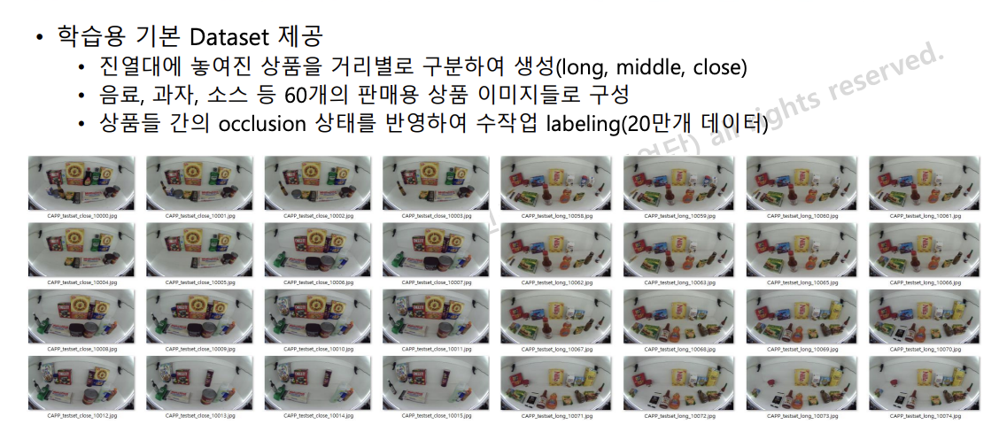 • 학습용 기본 Dataset 제공
• 진열대에 놓여진 상품을 거리별로 구분하여 생성(long, middle, close)
• 음료, 과자, 소스 등 60개의 판매용 상품 이미지들로 구성
• 상품들 간의 occlusion 상태를 반영하여 수작업 labeling(20만개 데이터)
all rights reserved.
CAPP_testset_close_10000.jpg CAPP_testset_close_10001.jpg CAPP_testset_close_10002.jpg CAPP_testset_close_10003.jpg CAPP_testset_long_10058.jpg CAPP_testset_long_10059.jpg CAPP_testset_long_10060.jpg CAPP_testset_long_10061.jpg
CAPP_testset_close_10004.jpg CAPP_testset_close_10005.jpg CAPP_testset_close_10006.jpg CAPP_testset_close_10007.jpg CAPP_testset_long_10062.jpg CAPP_testset_long_10063.jpg CAPP_testset_long_10065.jpg CAPP_testset_long_10066.jpg
CAPP_testset_close_10008.jpg CAPP_testset_close_10009.jpg CAPP_testset_close_10010.jpg CAPP_testset_close_10011.jpg CAPP_testset_long_10067.jpg CAPP_testset_long_10068.jpg CAPP_testset_long_10069.jpg CAPP_testset_long_10070.jpg
CAPP_testset_close_10012.jpg CAPP_testset_close_10013.jpg CAPP_testset_close_10014.jpg CAPP_testset_close_10015.jpg CAPP_testset_long_10071.jpg CAPP_testset_long_10072.jpg CAPP_testset_long_10073.jpg CAPP_testset_long_10074.jpg